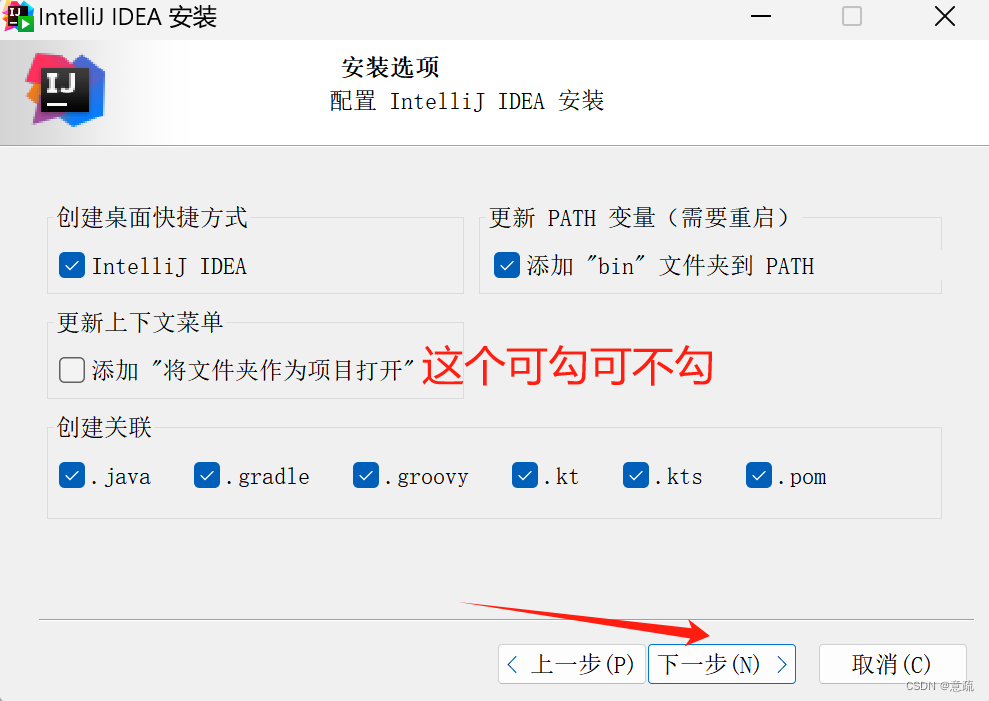 IntelliJ IDEA 安装
IJ
安装选项
配置 IntelliJ IDEA 安装
创建桌面快捷方式
更新 PATH 变量（需要重启）
IntelliJ IDEA
添加 "bin" 文件夹到 PATH
更新上下文菜单
添加 "将文件夹作为项目打开"
这个可勾可不勾
创建关联
.java .gradle .groovy .kt .kts .pom
< 上一步(P) 下一步(N) > 取消(C)
CSDN @意疏